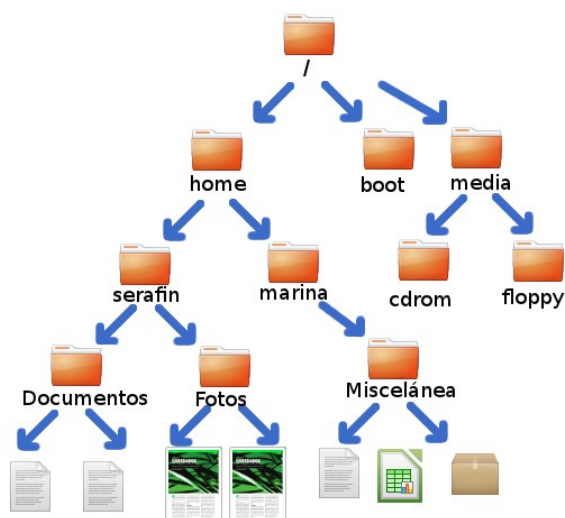 /
home
boot
media
serafin
marina
cdrom
floppy
Documentos
Fotos
Miscelánea